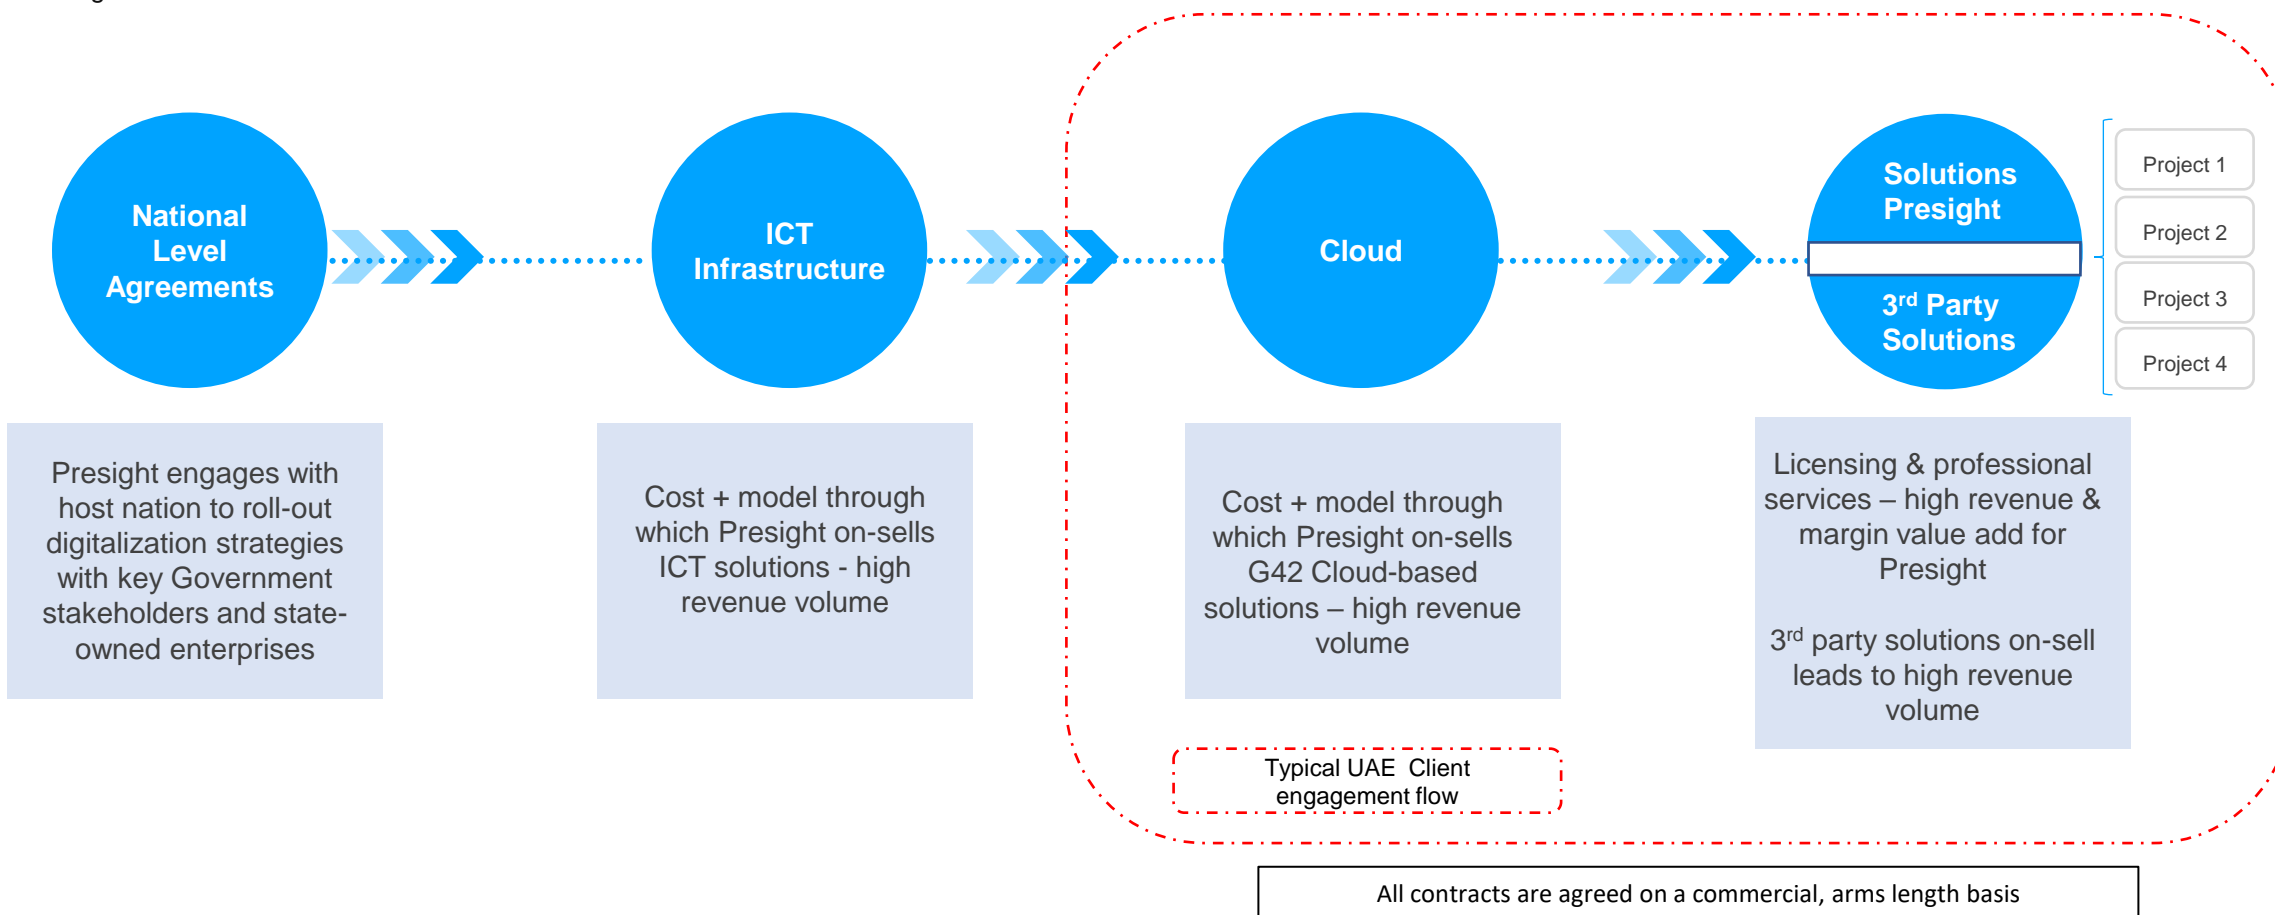 National
Level
Agreements
ICT
Infrastructure
Cloud
Solutions
Presight
3rd Party
Solutions
Project 1
Project 2
Project 3
Project 4
Presight engages with
host nation to roll-out
digitalization strategies
with key Government
stakeholders and state-
owned enterprises
Cost + model through
which Presight on-sells
ICT solutions - high
revenue volume
Cost + model through
which Presight on-sells
G42 Cloud-based
solutions – high revenue
volume
Licensing & professional
services – high revenue &
margin value add for
Presight
3rd party solutions on-sell
leads to high revenue
volume
Typical UAE  Client
engagement flow
All contracts are agreed on a commercial, arms length basis